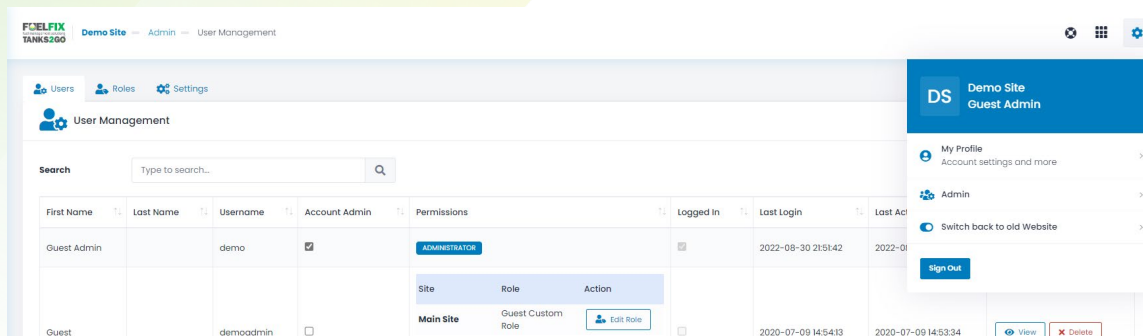 FUELFIX
TANKS2GO
Demo Site — Admin — User Management
Users Roles Settings
DS
Demo Site
Guest Admin
User Management
My Profile
Account settings and more
Search Type to search...
Admin
First Name Last Name Username Account Admin Permissions Logged In Last Login Last Act
Switch back to old Website
Guest Admin demo ADMINISTRATOR 2022-08-30 21:51:42 2022-0
Sign Out
Site Role Action
Main Site Guest Custom Role Edit Role
Guest demoadmin 2020-07-09 14:54:13 2020-07-09 14:53:34 View Delete